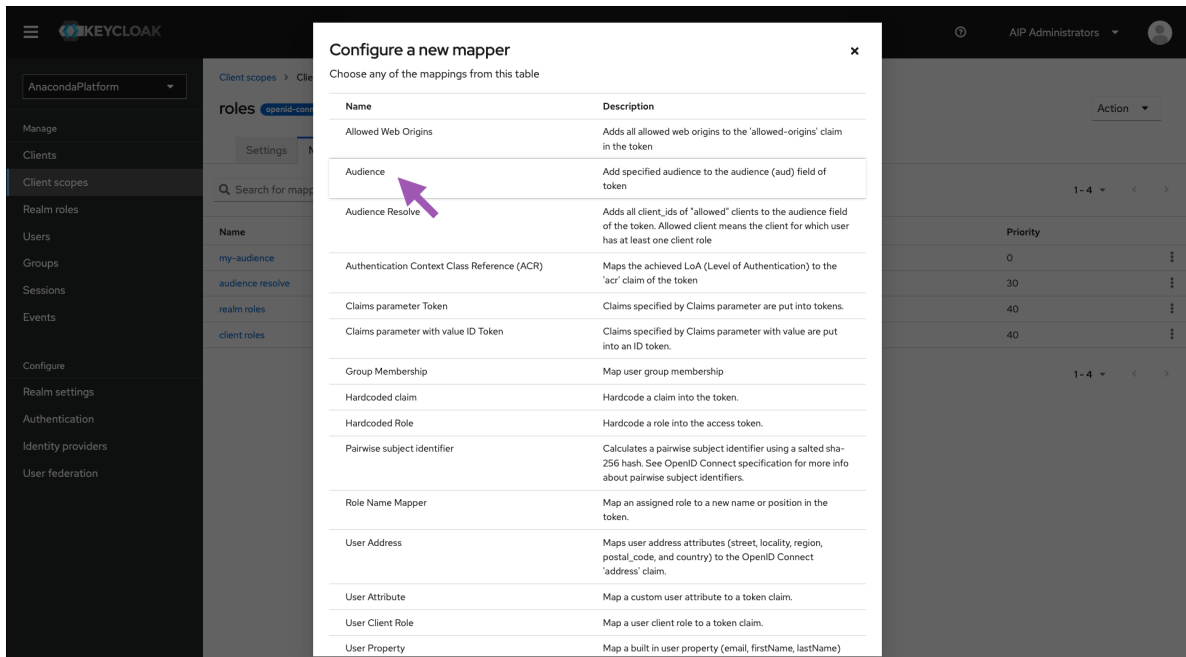 KEYCLOAK
AIP Administrators
AnacondaPlatform
Manage
Clients
Client scopes
Realm roles
Users
Groups
Sessions
Events
Configure
Realm settings
Authentication
Identity providers
User federation
Client scopes > Clie
roles openid-conn
Action
Settings M
Search for mapp
1 - 4
Name Priority
my-audience 0
audience resolve 30
realm roles 40
client roles 40
1 - 4
Configure a new mapper
Choose any of the mappings from this table
Name Description
Allowed Web Origins Adds all allowed web origins to the 'allowed-origins' claim
in the token
Audience Add specified audience to the audience (aud) field of
token
Audience Resolve Adds all client_ids of "allowed" clients to the audience field
of the token. Allowed client means the client for which user
has at least one client role
Authentication Context Class Reference (ACR) Maps the achieved LoA (Level of Authentication) to the
'acr' claim of the token
Claims parameter Token Claims specified by Claims parameter are put into tokens.
Claims parameter with value ID Token Claims specified by Claims parameter with value are put
into an ID token.
Group Membership Map user group membership
Hardcoded claim Hardcode a claim into the token.
Hardcoded Role Hardcode a role into the access token.
Pairwise subject identifier Calculates a pairwise subject identifier using a salted sha-
256 hash. See OpenID Connect specification for more info
about pairwise subject identifiers.
Role Name Mapper Map an assigned role to a new name or position in the
token.
User Address Maps user address attributes (street, locality, region,
postal_code, and country) to the OpenID Connect
'address' claim.
User Attribute Map a custom user attribute to a token claim.
User Client Role Map a user client role to a token claim.
User Property Map a built in user property (email, firstName, lastName)